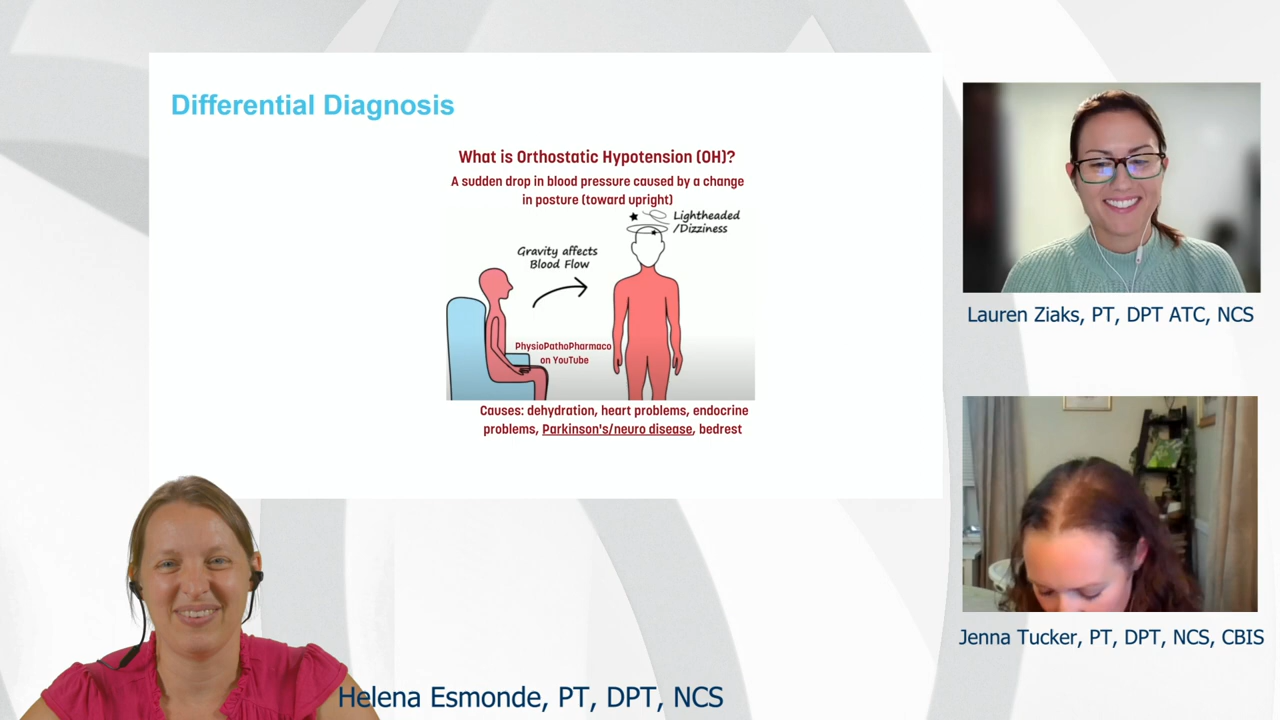 Differential Diagnosis
What is Orthostatic Hypotension (OH)?
A sudden drop in blood pressure caused by a change
in posture (toward upright)
Lightheaded
/Dizziness
Gravity affects
Blood Flow
PhysioPathoPharmaco
on YouTube
Causes: dehydration, heart problems, endocrine
problems, Parkinson's/neuro disease, bedrest
Lauren Ziaks, PT, DPT ATC, NCS
Jenna Tucker, PT, DPT, NCS, CBIS
Helena Esmonde, PT, DPT, NCS